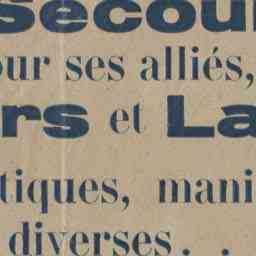 Secou
our ses alliés,
rs et La
tiques, mani
diverses. . .